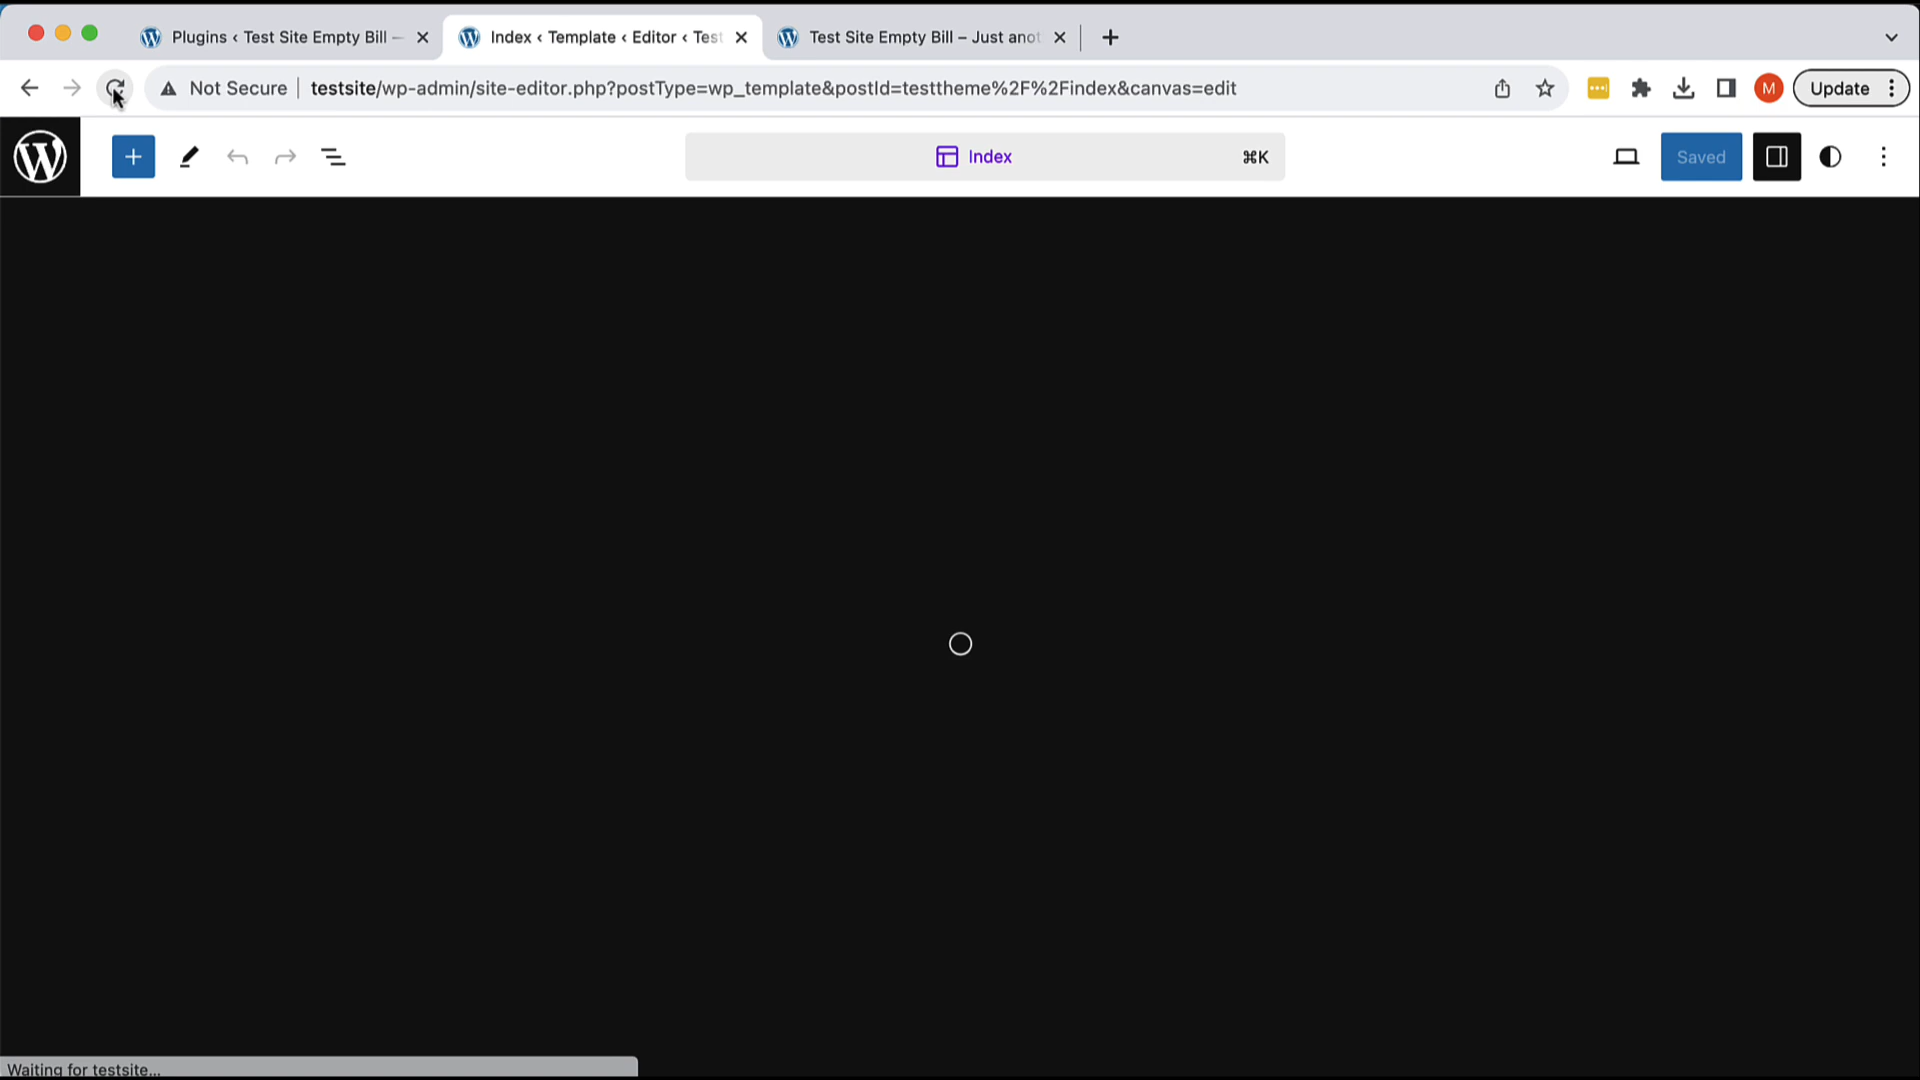 Plugins ‹ Test Site Empty Bill —
Index ‹ Template ‹ Editor ‹ Test
Test Site Empty Bill – Just anot
Not Secure
testsite/wp-admin/site-editor.php?postType=wp_template&postId=testtheme%2F%2Findex&canvas=edit
M
Update
Index
⌘K
Saved
Waiting for testsite...